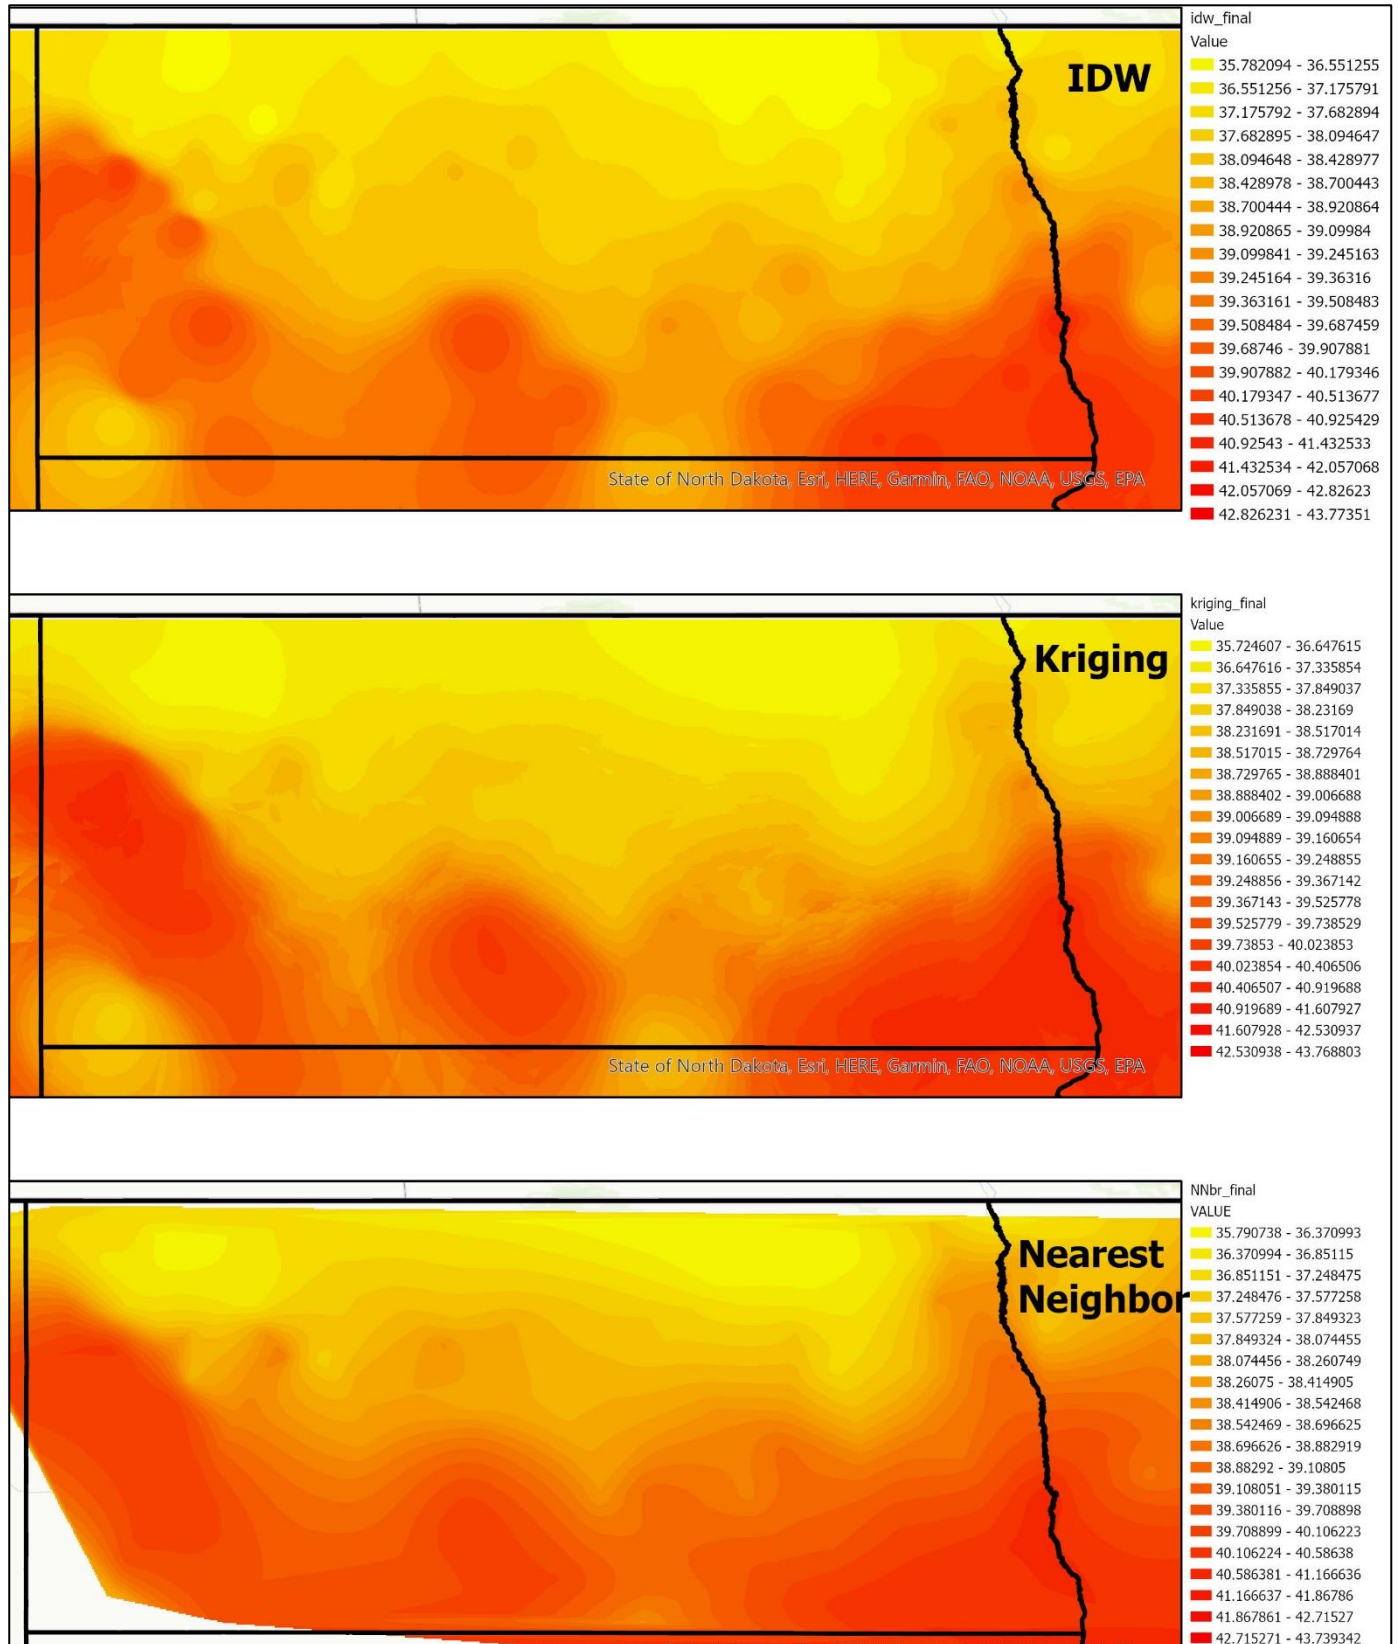 idw_final
Value
IDW
35.782094 - 36.551255
36.551256 - 37.175791
37.175792 - 37.682894
37.682895 - 38.094647
38.094648 - 38.428977
38.428978 - 38.700443
38.700444 - 38.920864
38.920865 - 39.09984
39.099841 - 39.245163
39.245164 - 39.36316
39.363161 - 39.508483
39.508484 - 39.687459
39.68746 - 39.907881
39.907882 - 40.179346
40.179347 - 40.513677
40.513678 - 40.925429
40.92543 - 41.432533
41.432534 - 42.057068
42.057069 - 42.82623
42.826231 - 43.77351
State of North Dakota, Esri, HERE, Garmin, FAO, NOAA, USGS, EPA
kriging_final
Value
Kriging
35.724607 - 36.647615
36.647616 - 37.335854
37.335855 - 37.849037
37.849038 - 38.23169
38.231691 - 38.517014
38.517015 - 38.729764
38.729765 - 38.888401
38.888402 - 39.006688
39.006689 - 39.094888
39.094889 - 39.160654
39.160655 - 39.248855
39.248856 - 39.367142
39.367143 - 39.525778
39.525779 - 39.738529
39.73853 - 40.023853
40.023854 - 40.406506
40.406507 - 40.919688
40.919689 - 41.607927
41.607928 - 42.530937
42.530938 - 43.768803
State of North Dakota, Esri, HERE, Garmin, FAO, NOAA, USGS, EPA
NNbr_final
VALUE
Nearest
Neighbor
35.790738 - 36.370993
36.370994 - 36.85115
36.851151 - 37.248475
37.248476 - 37.577258
37.577259 - 37.849323
37.849324 - 38.074455
38.074456 - 38.260749
38.26075 - 38.414905
38.414906 - 38.542468
38.542469 - 38.696625
38.696626 - 38.882919
38.88292 - 39.10805
39.108051 - 39.380115
39.380116 - 39.708898
39.708899 - 40.106223
40.106224 - 40.58638
40.586381 - 41.166636
41.166637 - 41.86786
41.867861 - 42.71527
42.715271 - 43.739342